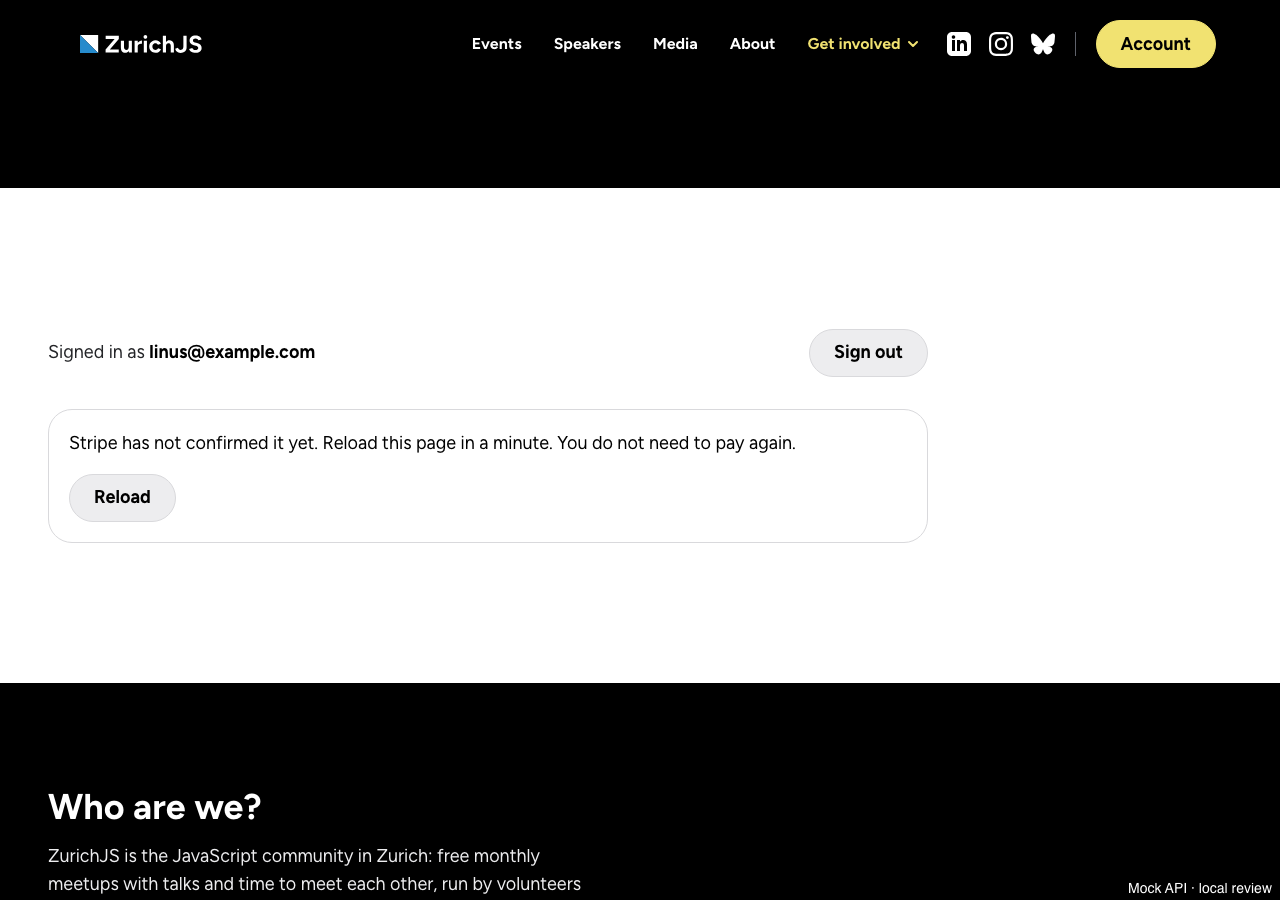 ZurichJS
Events
Speakers
Media
About
Get involved
Account
Signed in as linus@example.com
Sign out
Stripe has not confirmed it yet. Reload this page in a minute. You do not need to pay again.
Reload
Who are we?
ZurichJS is the JavaScript community in Zurich: free monthly
meetups with talks and time to meet each other, run by volunteers
Mock API · local review